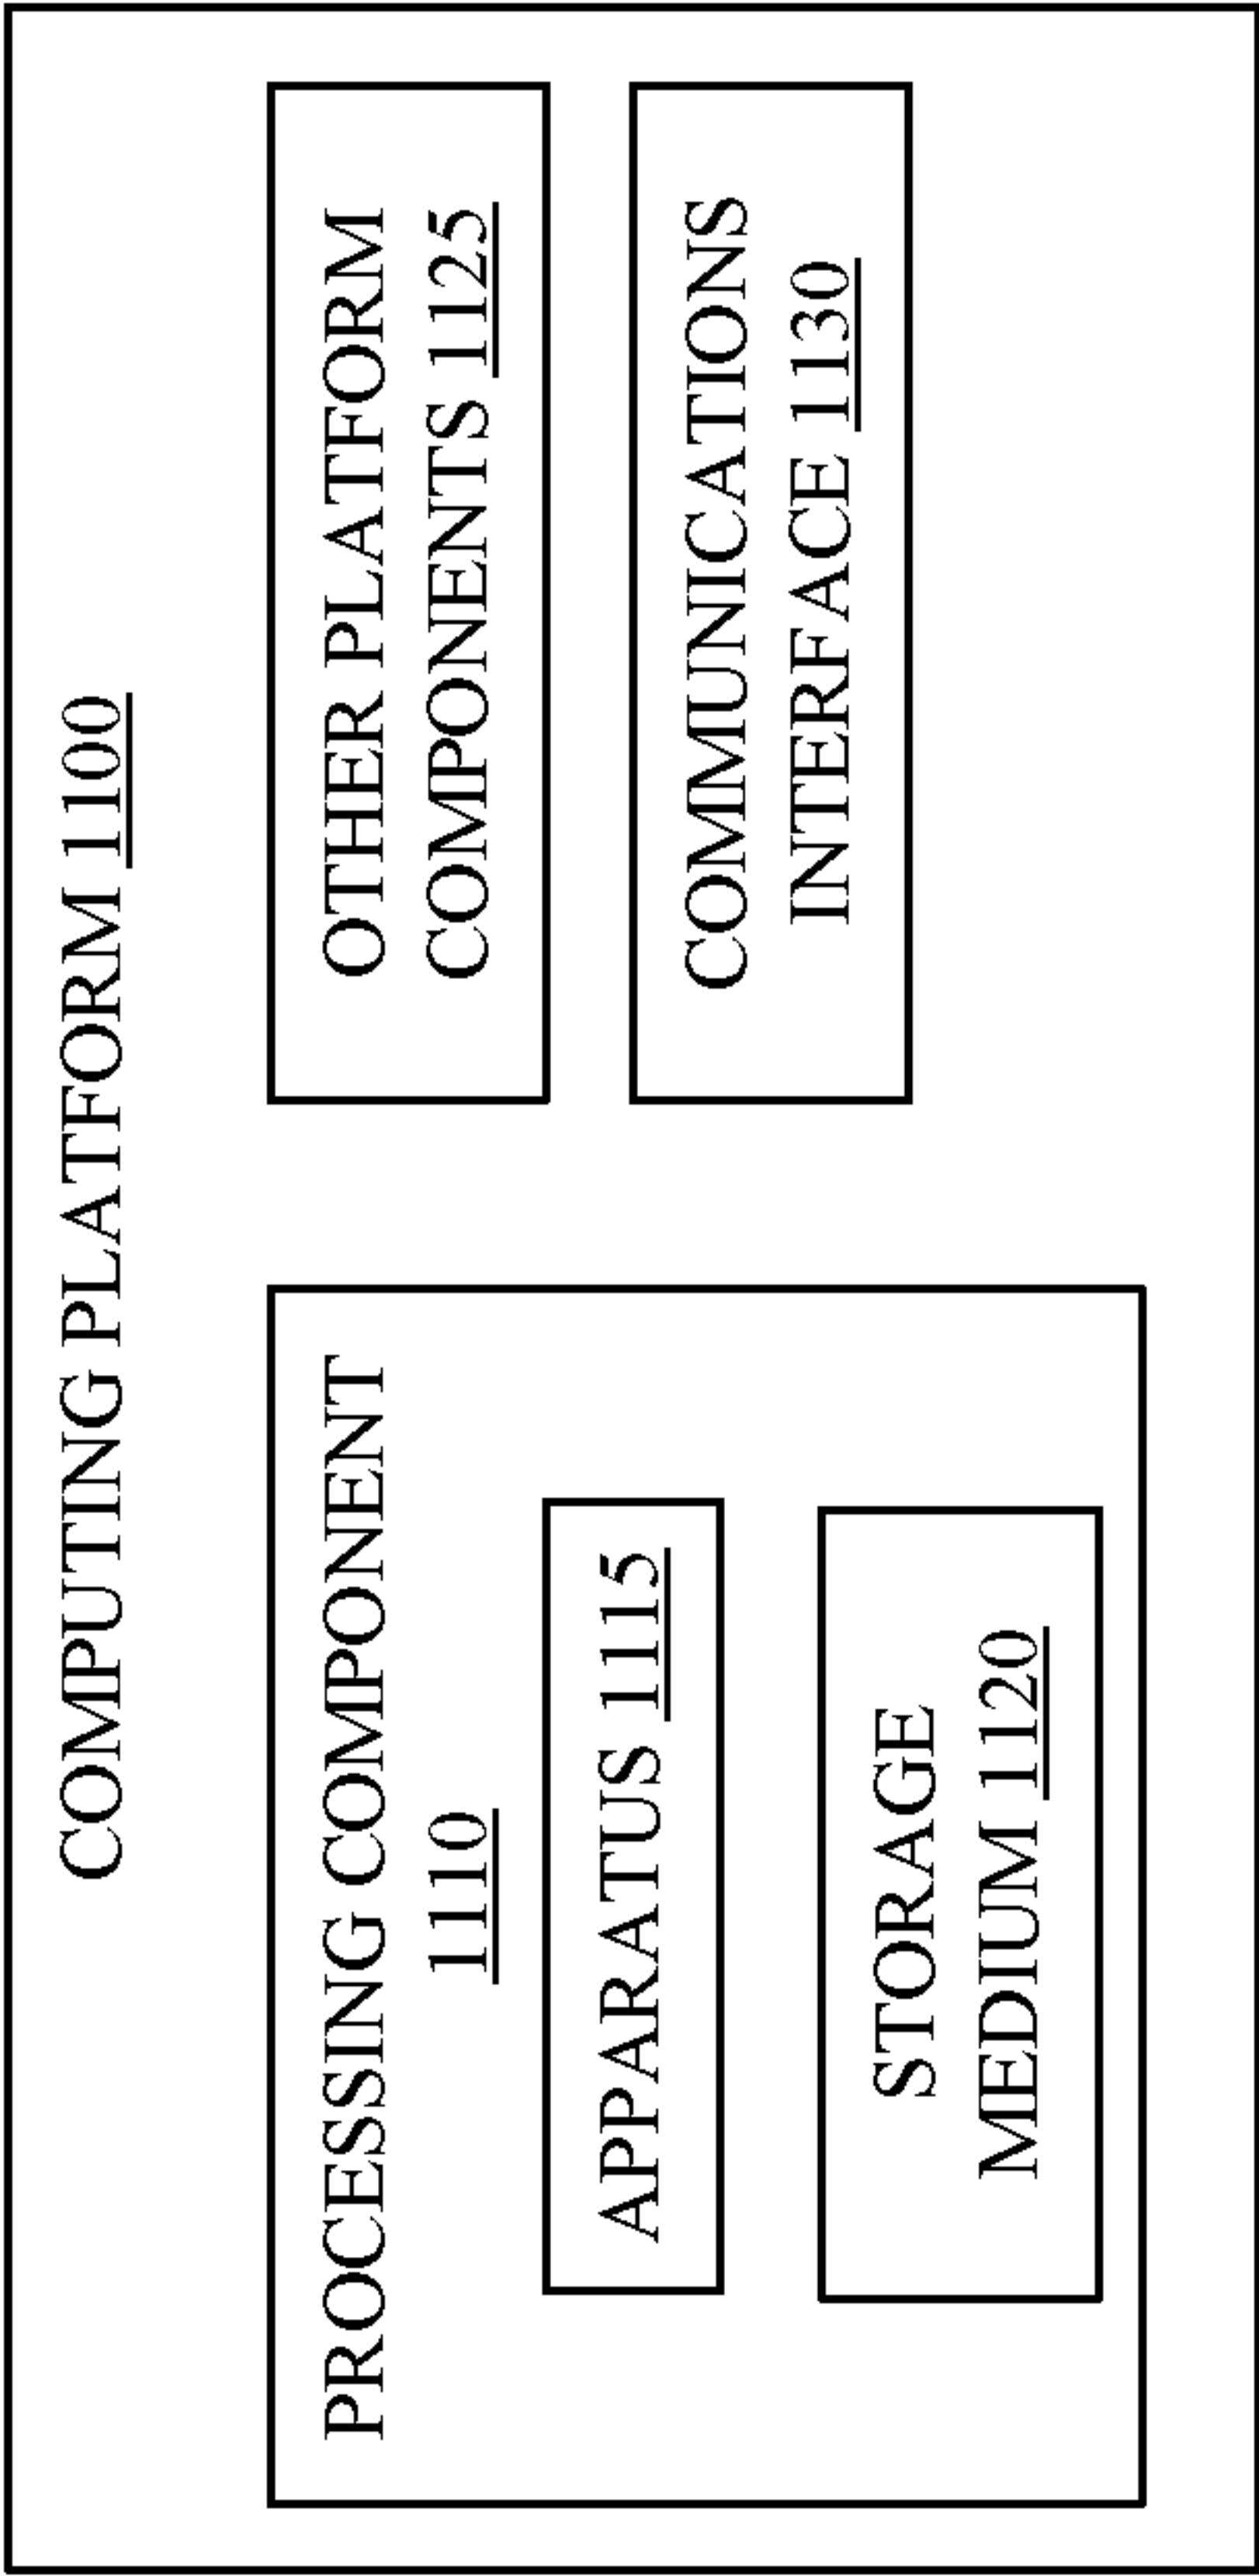 COMPUTING PLATFORM 1100
PROCESSING COMPONENT
1110
APPARATUS 1115
STORAGE
MEDIUM 1120
OTHER PLATFORM
COMPONENTS 1125
COMMUNICATIONS
INTERFACE 1130